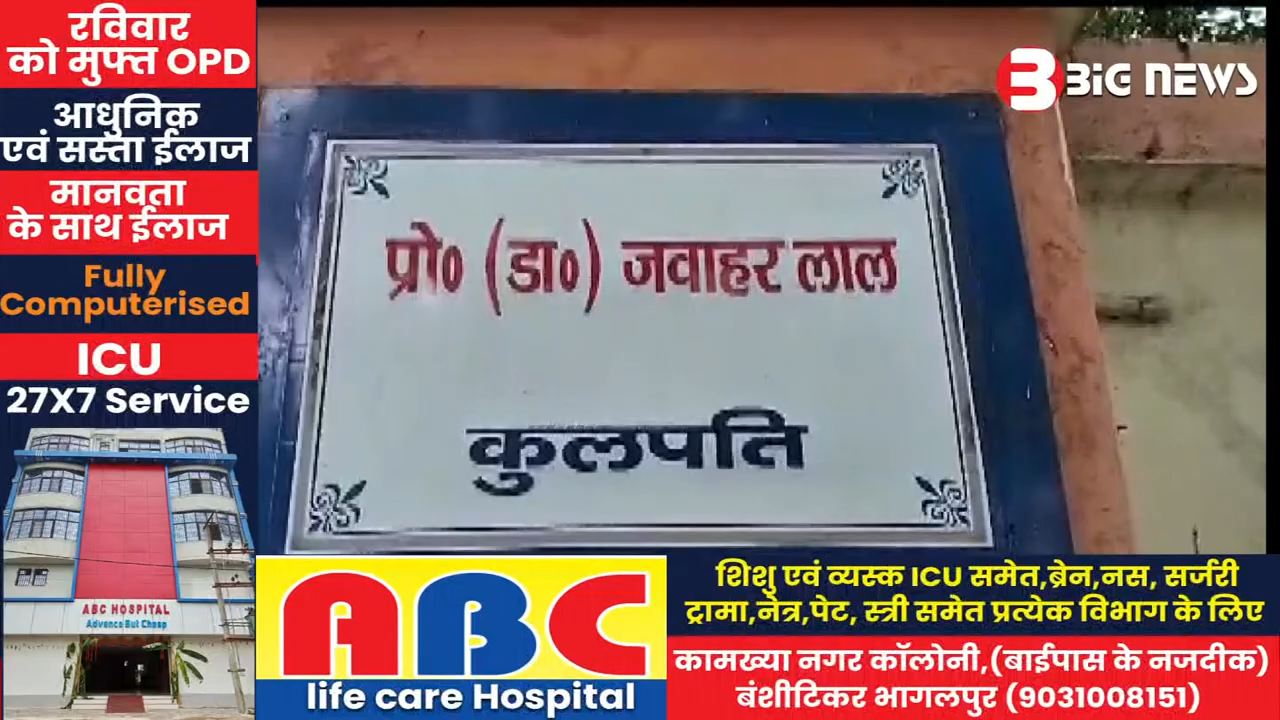 रविवार
को मुफ्त OPD
आधुनिक
एवं सस्ता ईलाज
मानवता
के साथ ईलाज
Fully
Computerised
ICU
27X7 Service
ABC HOSPITAL
Advance But Cheap
3 BiG NEWS
प्रो० (डा०) जवाहर लाल
कुलपति
ABC
life care Hospital
शिशु एवं व्यस्क ICU समेत,ब्रेन,नस, सर्जरी
ट्रामा,नेत्र,पेट, स्त्री समेत प्रत्येक विभाग के लिए
कामख्या नगर कॉलोनी,(बाईपास के नजदीक)
बंशीटिकर भागलपुर (9031008151)